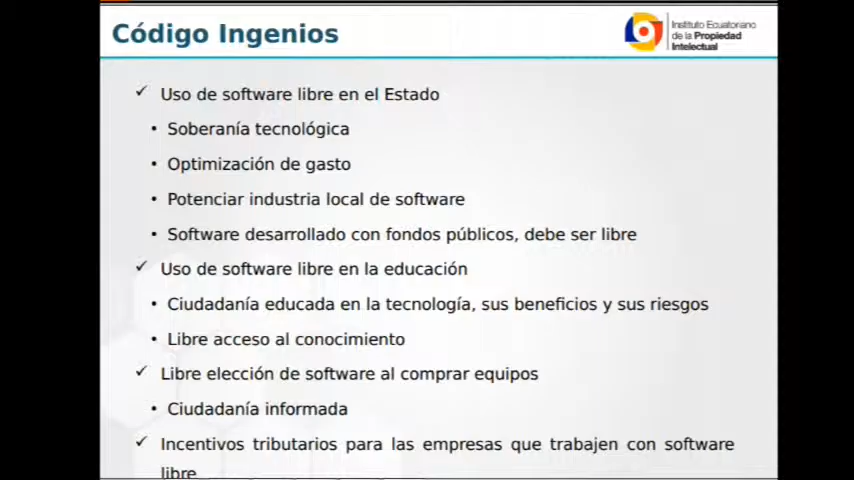 Código Ingenios
Instituto Ecuatoriano
de la Propiedad
Intelectual
✓ Uso de software libre en el Estado
• Soberanía tecnológica
• Optimización de gasto
• Potenciar industria local de software
• Software desarrollado con fondos públicos, debe ser libre
✓ Uso de software libre en la educación
• Ciudadanía educada en la tecnología, sus beneficios y sus riesgos
• Libre acceso al conocimiento
✓ Libre elección de software al comprar equipos
• Ciudadanía informada
✓ Incentivos tributarios para las empresas que trabajen con software
libre